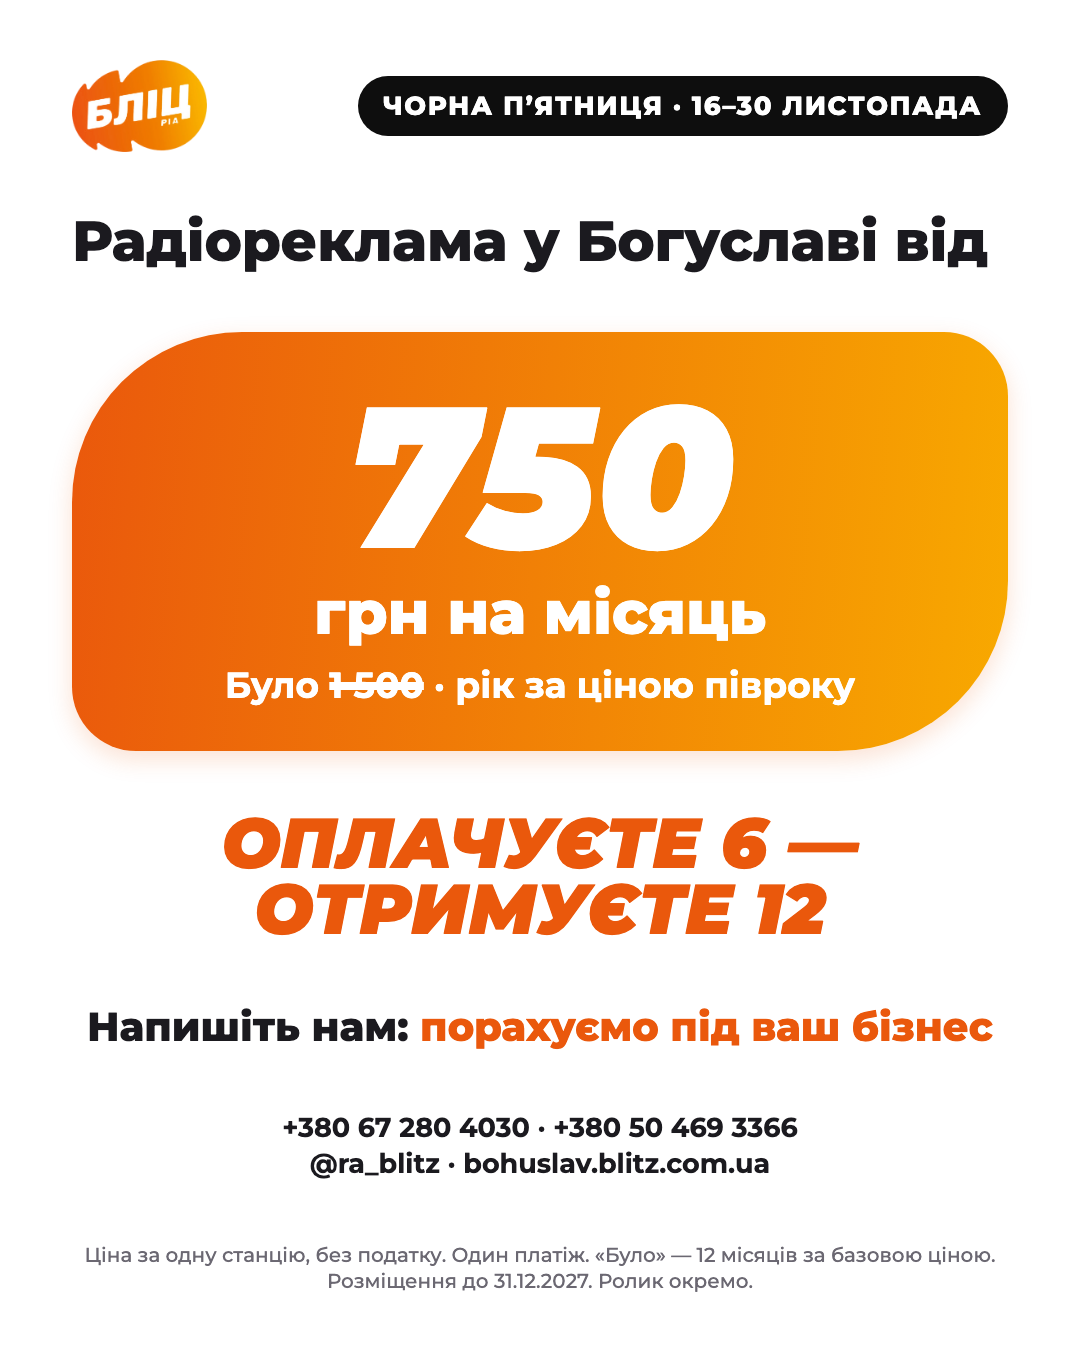 БЛІЦ
РІА
ЧОРНА П’ЯТНИЦЯ · 16–30 ЛИСТОПАДА
Радіореклама у Богуславі від
750
грн на місяць
Було 1 500 · рік за ціною півроку
ОПЛАЧУЄТЕ 6 —
ОТРИМУЄТЕ 12
Напишіть нам: порахуємо під ваш бізнес
+380 67 280 4030 · +380 50 469 3366
@ra_blitz · bohuslav.blitz.com.ua
Ціна за одну станцію, без податку. Один платіж. «Було» — 12 місяців за базовою ціною.
Розміщення до 31.12.2027. Ролик окремо.